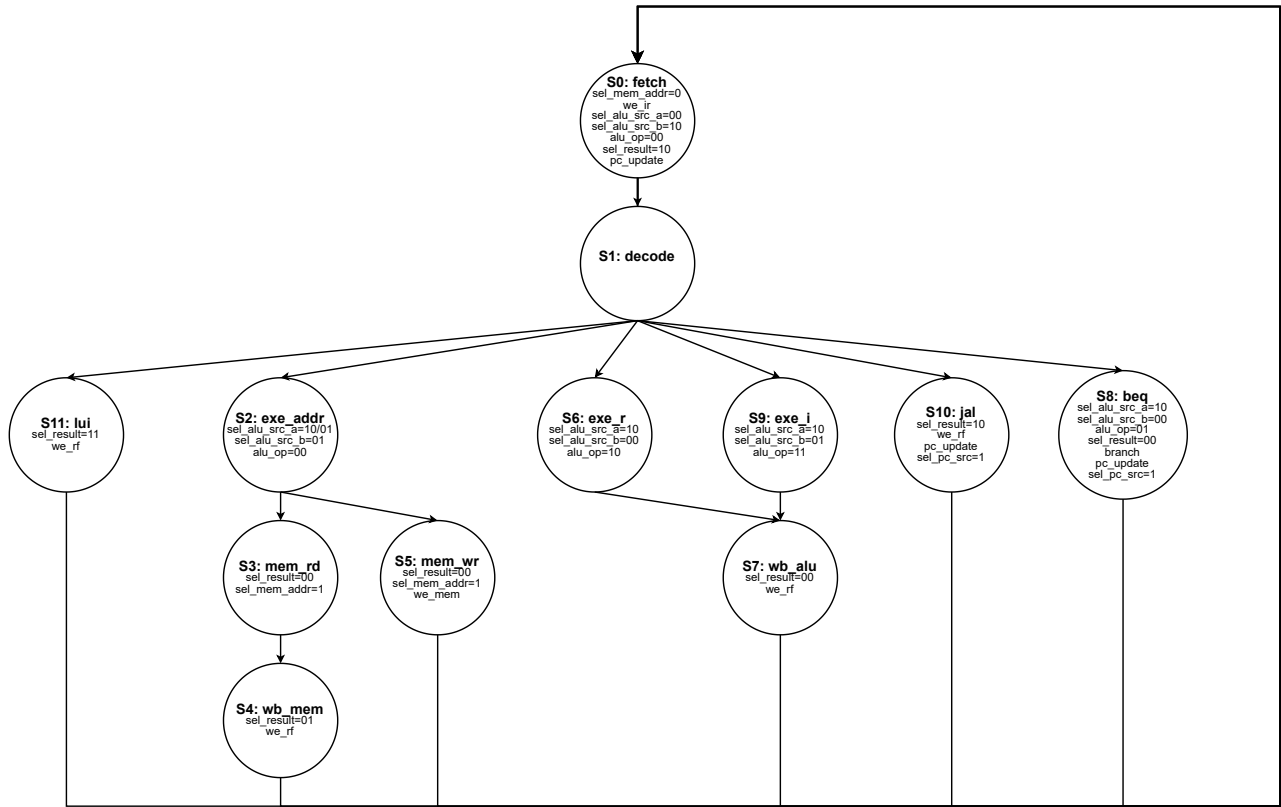 S0: fetch
sel_mem_addr=0
we_ir
sel_alu_src_a=00
sel_alu_src_b=10
alu_op=00
sel_result=10
pc_update
S1: decode
S11: lui
sel_result=11
we_rf
S2: exe_addr
sel_alu_src_a=10/01
sel_alu_src_b=01
alu_op=00
S6: exe_r
sel_alu_src_a=10
sel_alu_src_b=00
alu_op=10
S9: exe_i
sel_alu_src_a=10
sel_alu_src_b=01
alu_op=11
S10: jal
sel_result=10
we_rf
pc_update
sel_pc_src=1
S8: beq
sel_alu_src_a=10
sel_alu_src_b=00
alu_op=01
sel_result=00
branch
pc_update
sel_pc_src=1
S3: mem_rd
sel_result=00
sel_mem_addr=1
S5: mem_wr
sel_result=00
sel_mem_addr=1
we_mem
S7: wb_alu
sel_result=00
we_rf
S4: wb_mem
sel_result=01
we_rf